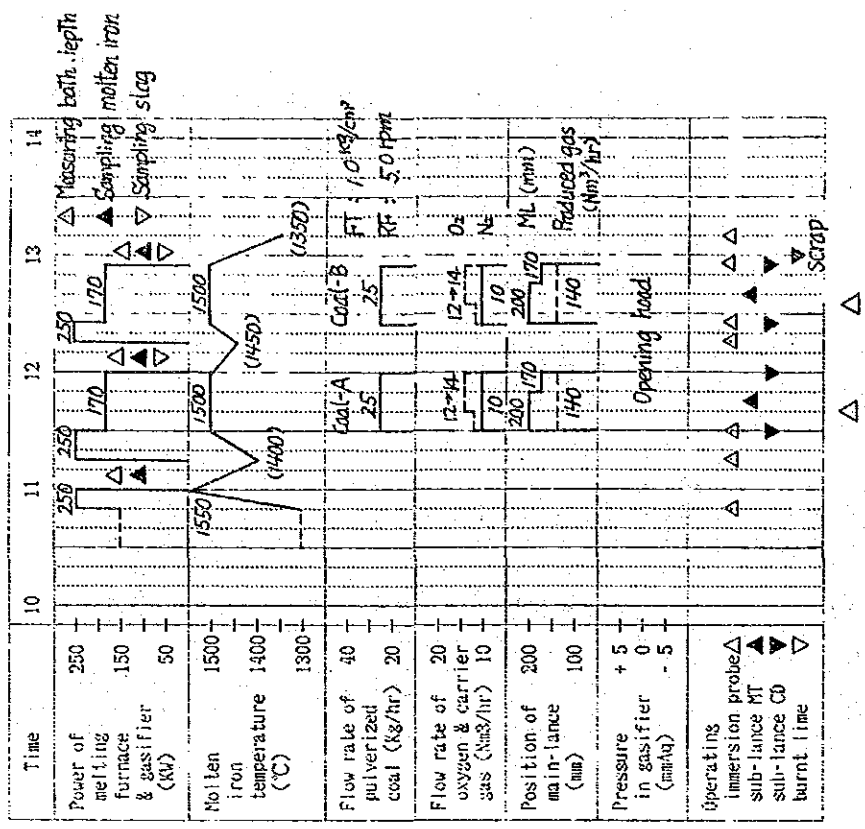 Time
10 11 12 13 14
Power of
melting
furnace
& gasifier
(KW)
250
150
50
250 250 170 250 170
△ Measuring bath depth
▲ Sampling molten iron
▽ Sampling slag
Molten
iron
temperature
(°C)
1500
1400
1300
1550 (1400) 1500 (1450) 1500 (1350)
Flow rate of
pulverized
coal (Kg/hr)
40
20
Coal-A
25
Coal-B
25
FT : 1.0 Kg/cm²
RF : 50 rpm
Flow rate of
oxygen & carrier
gas (Nm3/hr)
20
10
12→14
10
12→14
10
O₂
N₂
Position of
main-lance
(mm)
200
100
200 170
140
200 170
140
ML (mm)
Produced gas
(Nm³/hr)
Pressure
in gasifier
(mmAq)
+ 5
0
- 5
Opening hood
Operating
immersion probe △
sub-lance MT ▲
sub-lance CD ▼
burnt lime ▽
Scrap